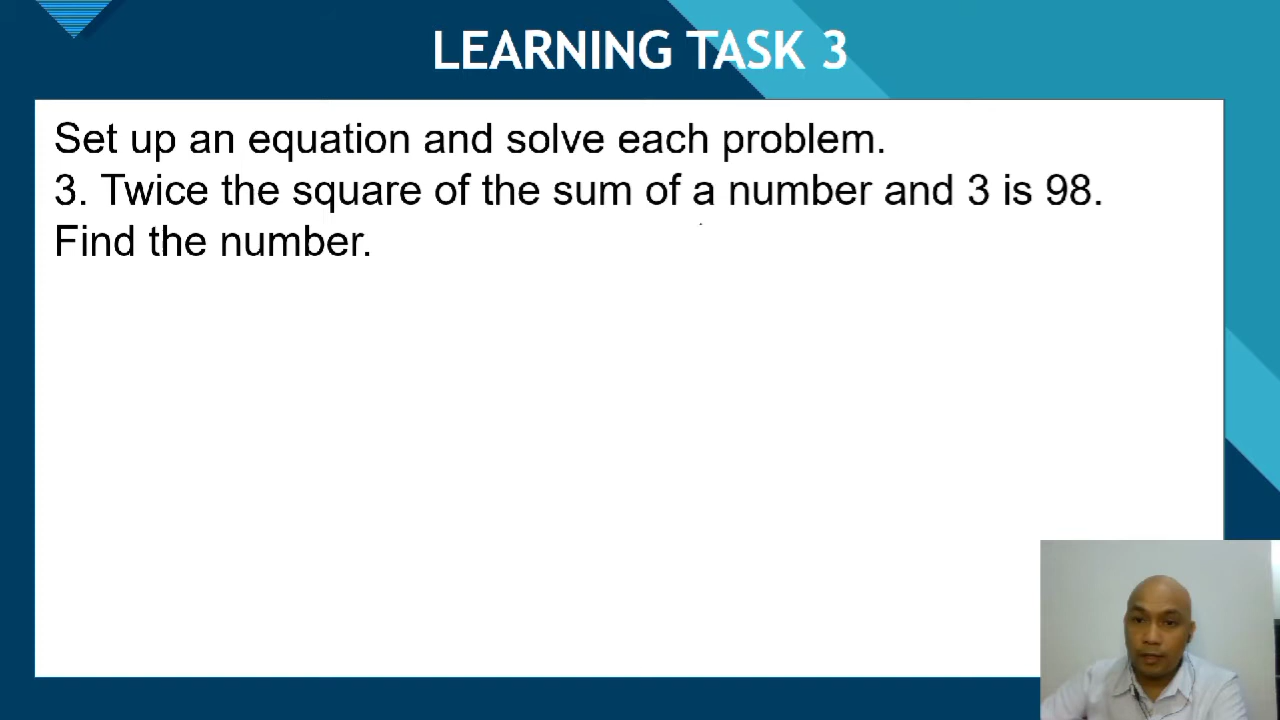 LEARNING TASK 3
Set up an equation and solve each problem.
3. Twice the square of the sum of a number and 3 is 98.
Find the number.